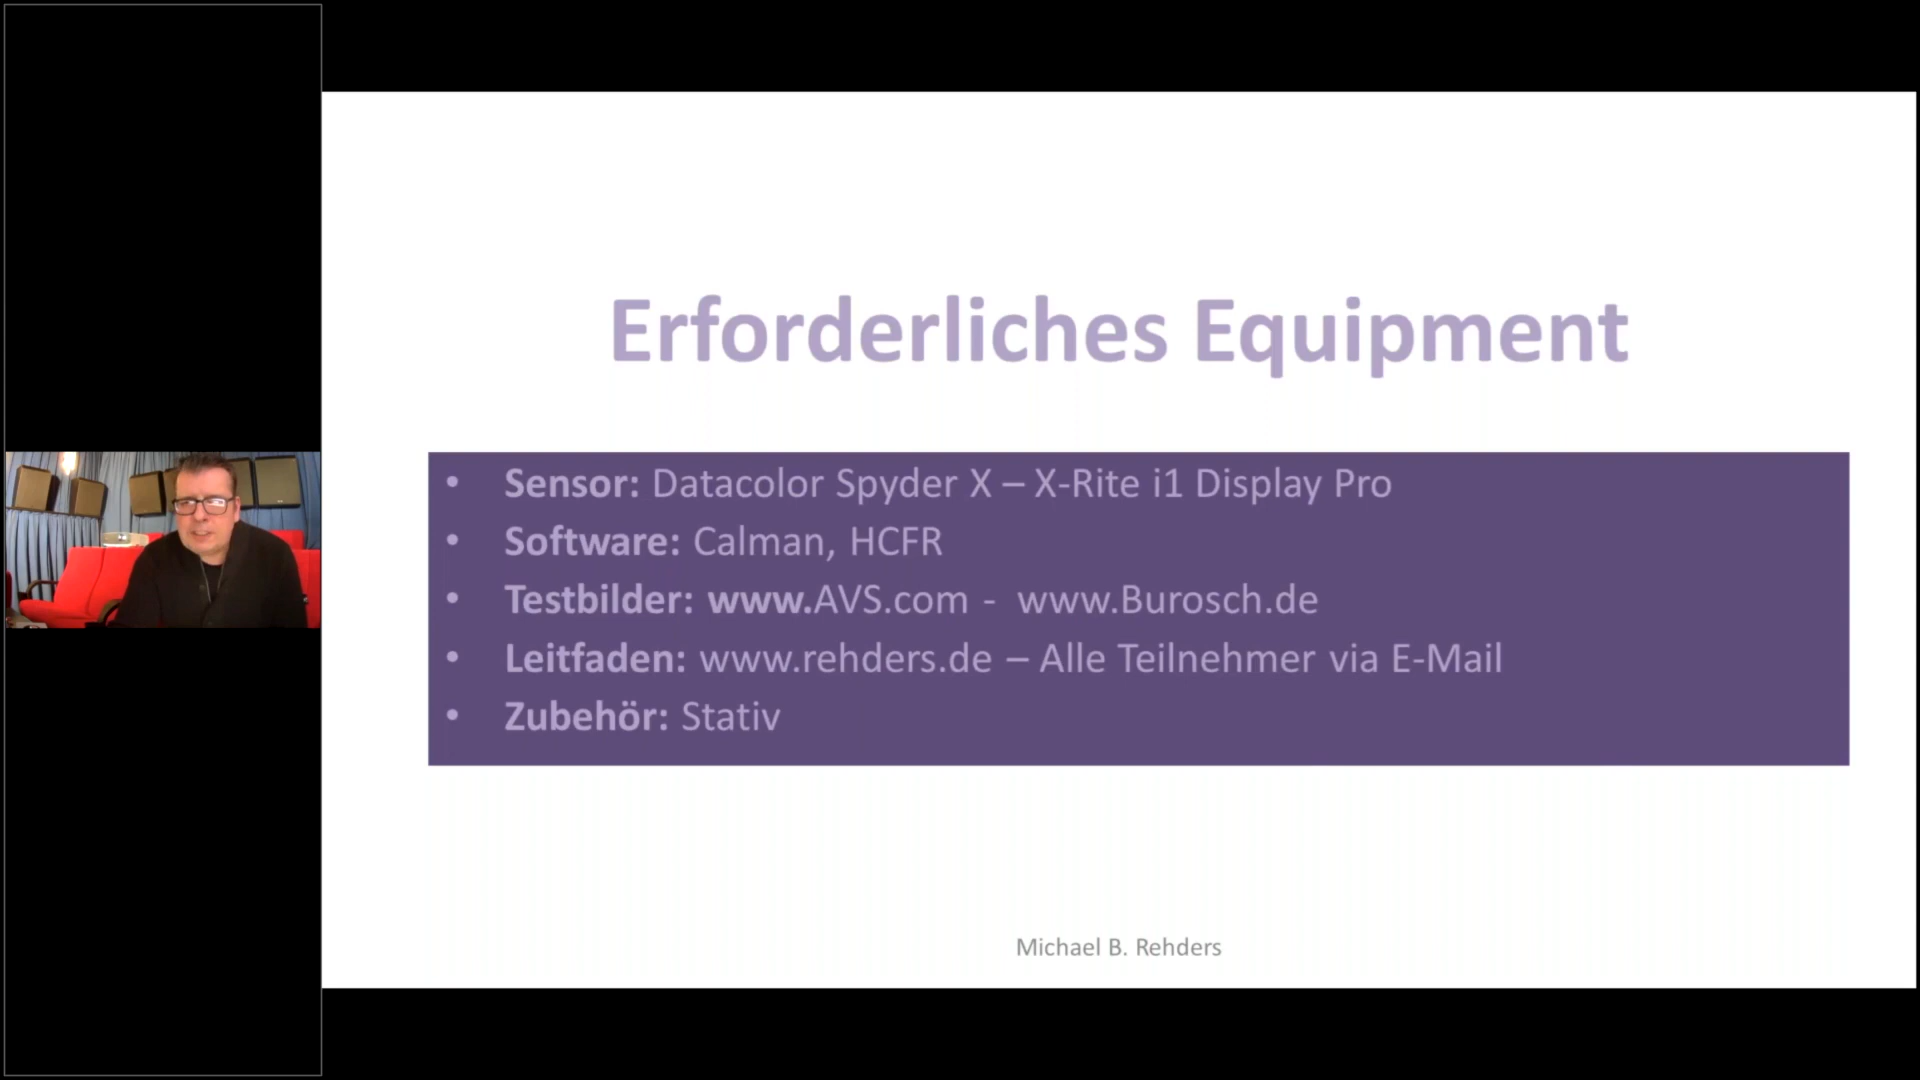 Erforderliches Equipment
• Sensor: Datacolor Spyder X – X-Rite i1 Display Pro
• Software: Calman, HCFR
• Testbilder: www.AVS.com - www.Burosch.de
• Leitfaden: www.rehders.de – Alle Teilnehmer via E-Mail
• Zubehör: Stativ
Michael B. Rehders